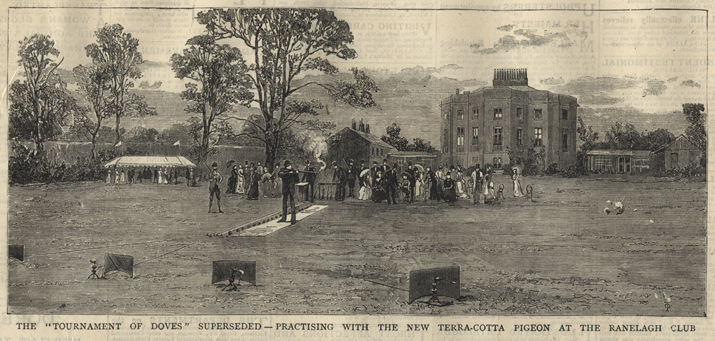 THE "TOURNAMENT OF DOVES" SUPERSEDED—PRACTISING WITH THE NEW TERRA-COTTA PIGEON AT THE RANELAGH CLUB